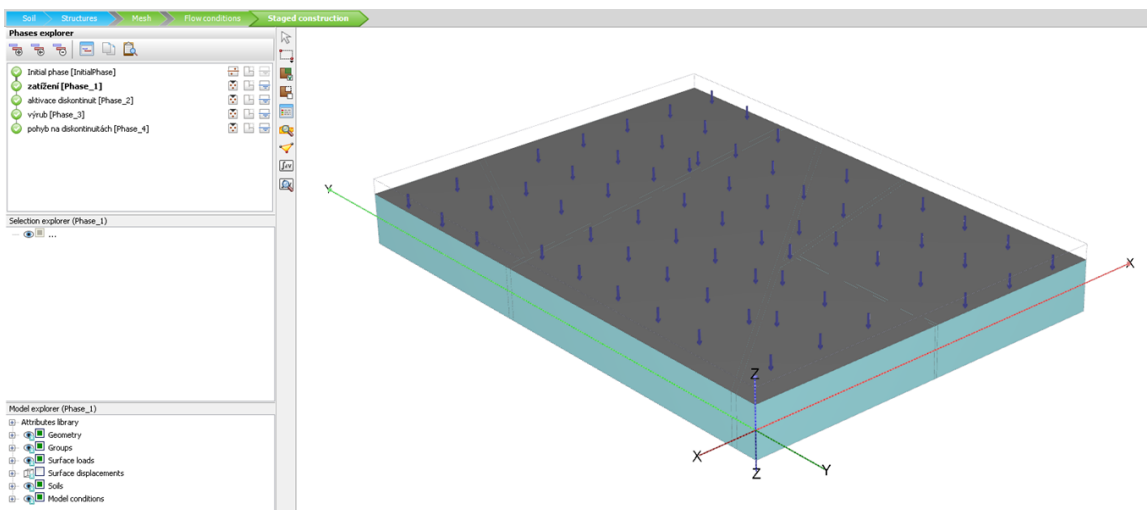 Soil Structures Mesh Flow conditions Staged construction
Phases explorer
Initial phase [InitialPhase]
zatížení [Phase_1]
aktivace diskontinuit [Phase_2]
výrub [Phase_3]
pohyb na diskontinuitách [Phase_4]
Selection explorer (Phase_1)
...
Model explorer (Phase_1)
Attributes library
Geometry
Groups
Surface loads
Surface displacements
Soils
Model conditions
Y
X
Z
X
Y
Z